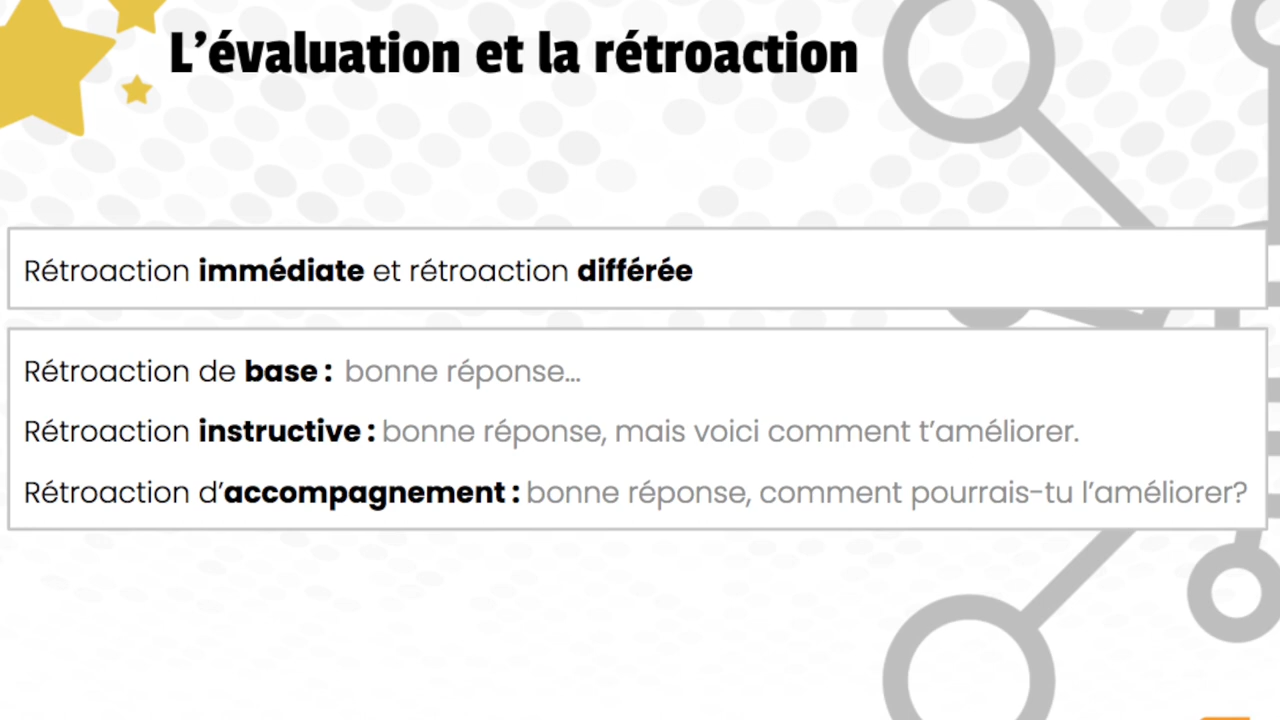 L'évaluation et la rétroaction
Rétroaction immédiate et rétroaction différée
Rétroaction de base : bonne réponse...
Rétroaction instructive : bonne réponse, mais voici comment t'améliorer.
Rétroaction d'accompagnement : bonne réponse, comment pourrais-tu l'améliorer?